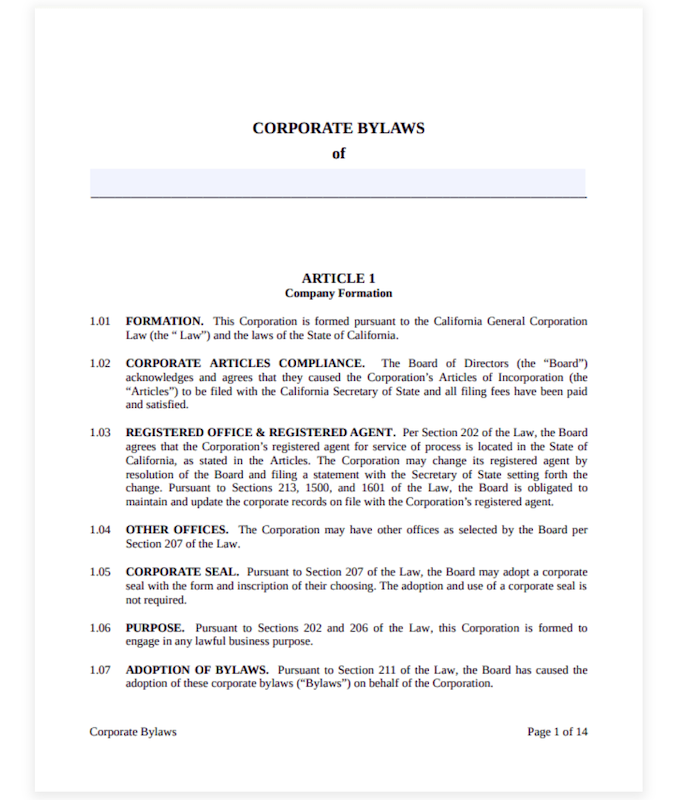 CORPORATE BYLAWS
of
ARTICLE 1
Company Formation
1.01 FORMATION. This Corporation is formed pursuant to the California General Corporation
Law (the “ Law”) and the laws of the State of California.
1.02 CORPORATE ARTICLES COMPLIANCE. The Board of Directors (the “Board”)
acknowledges and agrees that they caused the Corporation’s Articles of Incorporation (the
“Articles”) to be filed with the California Secretary of State and all filing fees have been paid
and satisfied.
1.03 REGISTERED OFFICE & REGISTERED AGENT. Per Section 202 of the Law, the Board
agrees that the Corporation’s registered agent for service of process is located in the State of
California, as stated in the Articles. The Corporation may change its registered agent by
resolution of the Board and filing a statement with the Secretary of State setting forth the
change. Pursuant to Sections 213, 1500, and 1601 of the Law, the Board is obligated to
maintain and update the corporate records on file with the Corporation’s registered agent.
1.04 OTHER OFFICES. The Corporation may have other offices as selected by the Board per
Section 207 of the Law.
1.05 CORPORATE SEAL. Pursuant to Section 207 of the Law, the Board may adopt a corporate
seal with the form and inscription of their choosing. The adoption and use of a corporate seal is
not required.
1.06 PURPOSE. Pursuant to Sections 202 and 206 of the Law, this Corporation is formed to
engage in any lawful business purpose.
1.07 ADOPTION OF BYLAWS. Pursuant to Section 211 of the Law, the Board has caused the
adoption of these corporate bylaws (“Bylaws”) on behalf of the Corporation.
Corporate Bylaws Page 1 of 14